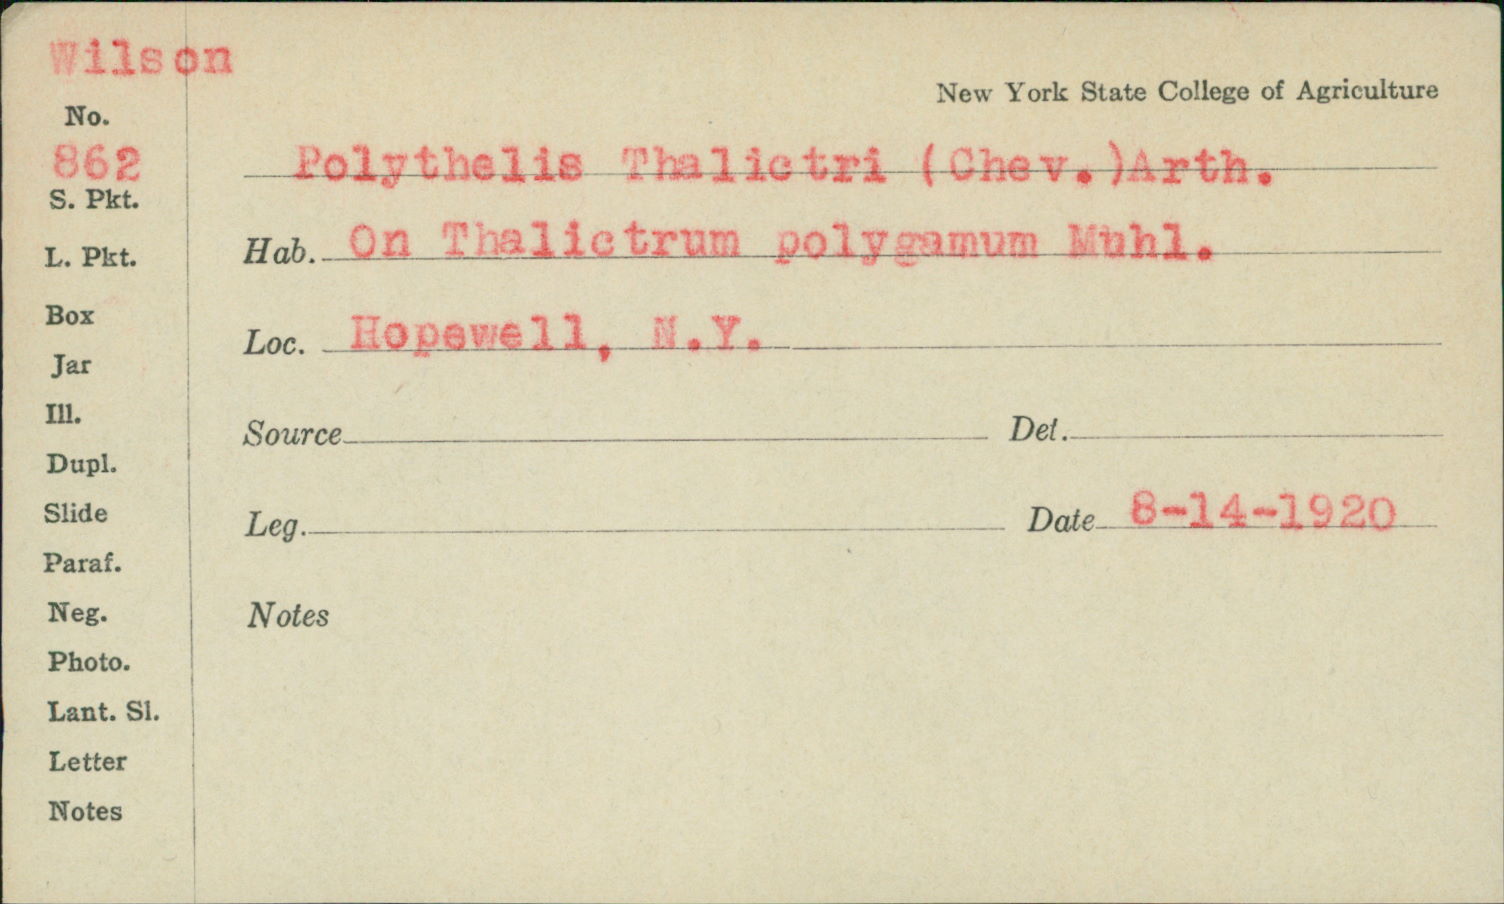 Wilson
New York State College of Agriculture
No.
862
Polythelis Thalictri (Chev.)Arth.
S. Pkt.
Hab. On Thalictrum polygamum Muhl.
L. Pkt.
Loc. Hopewell, N.Y.
Box
Jar
Ill.
Source Det.
Dupl.
Slide
Leg. Date 8-14-1920
Paraf.
Neg.
Notes
Photo.
Lant. Sl.
Letter
Notes